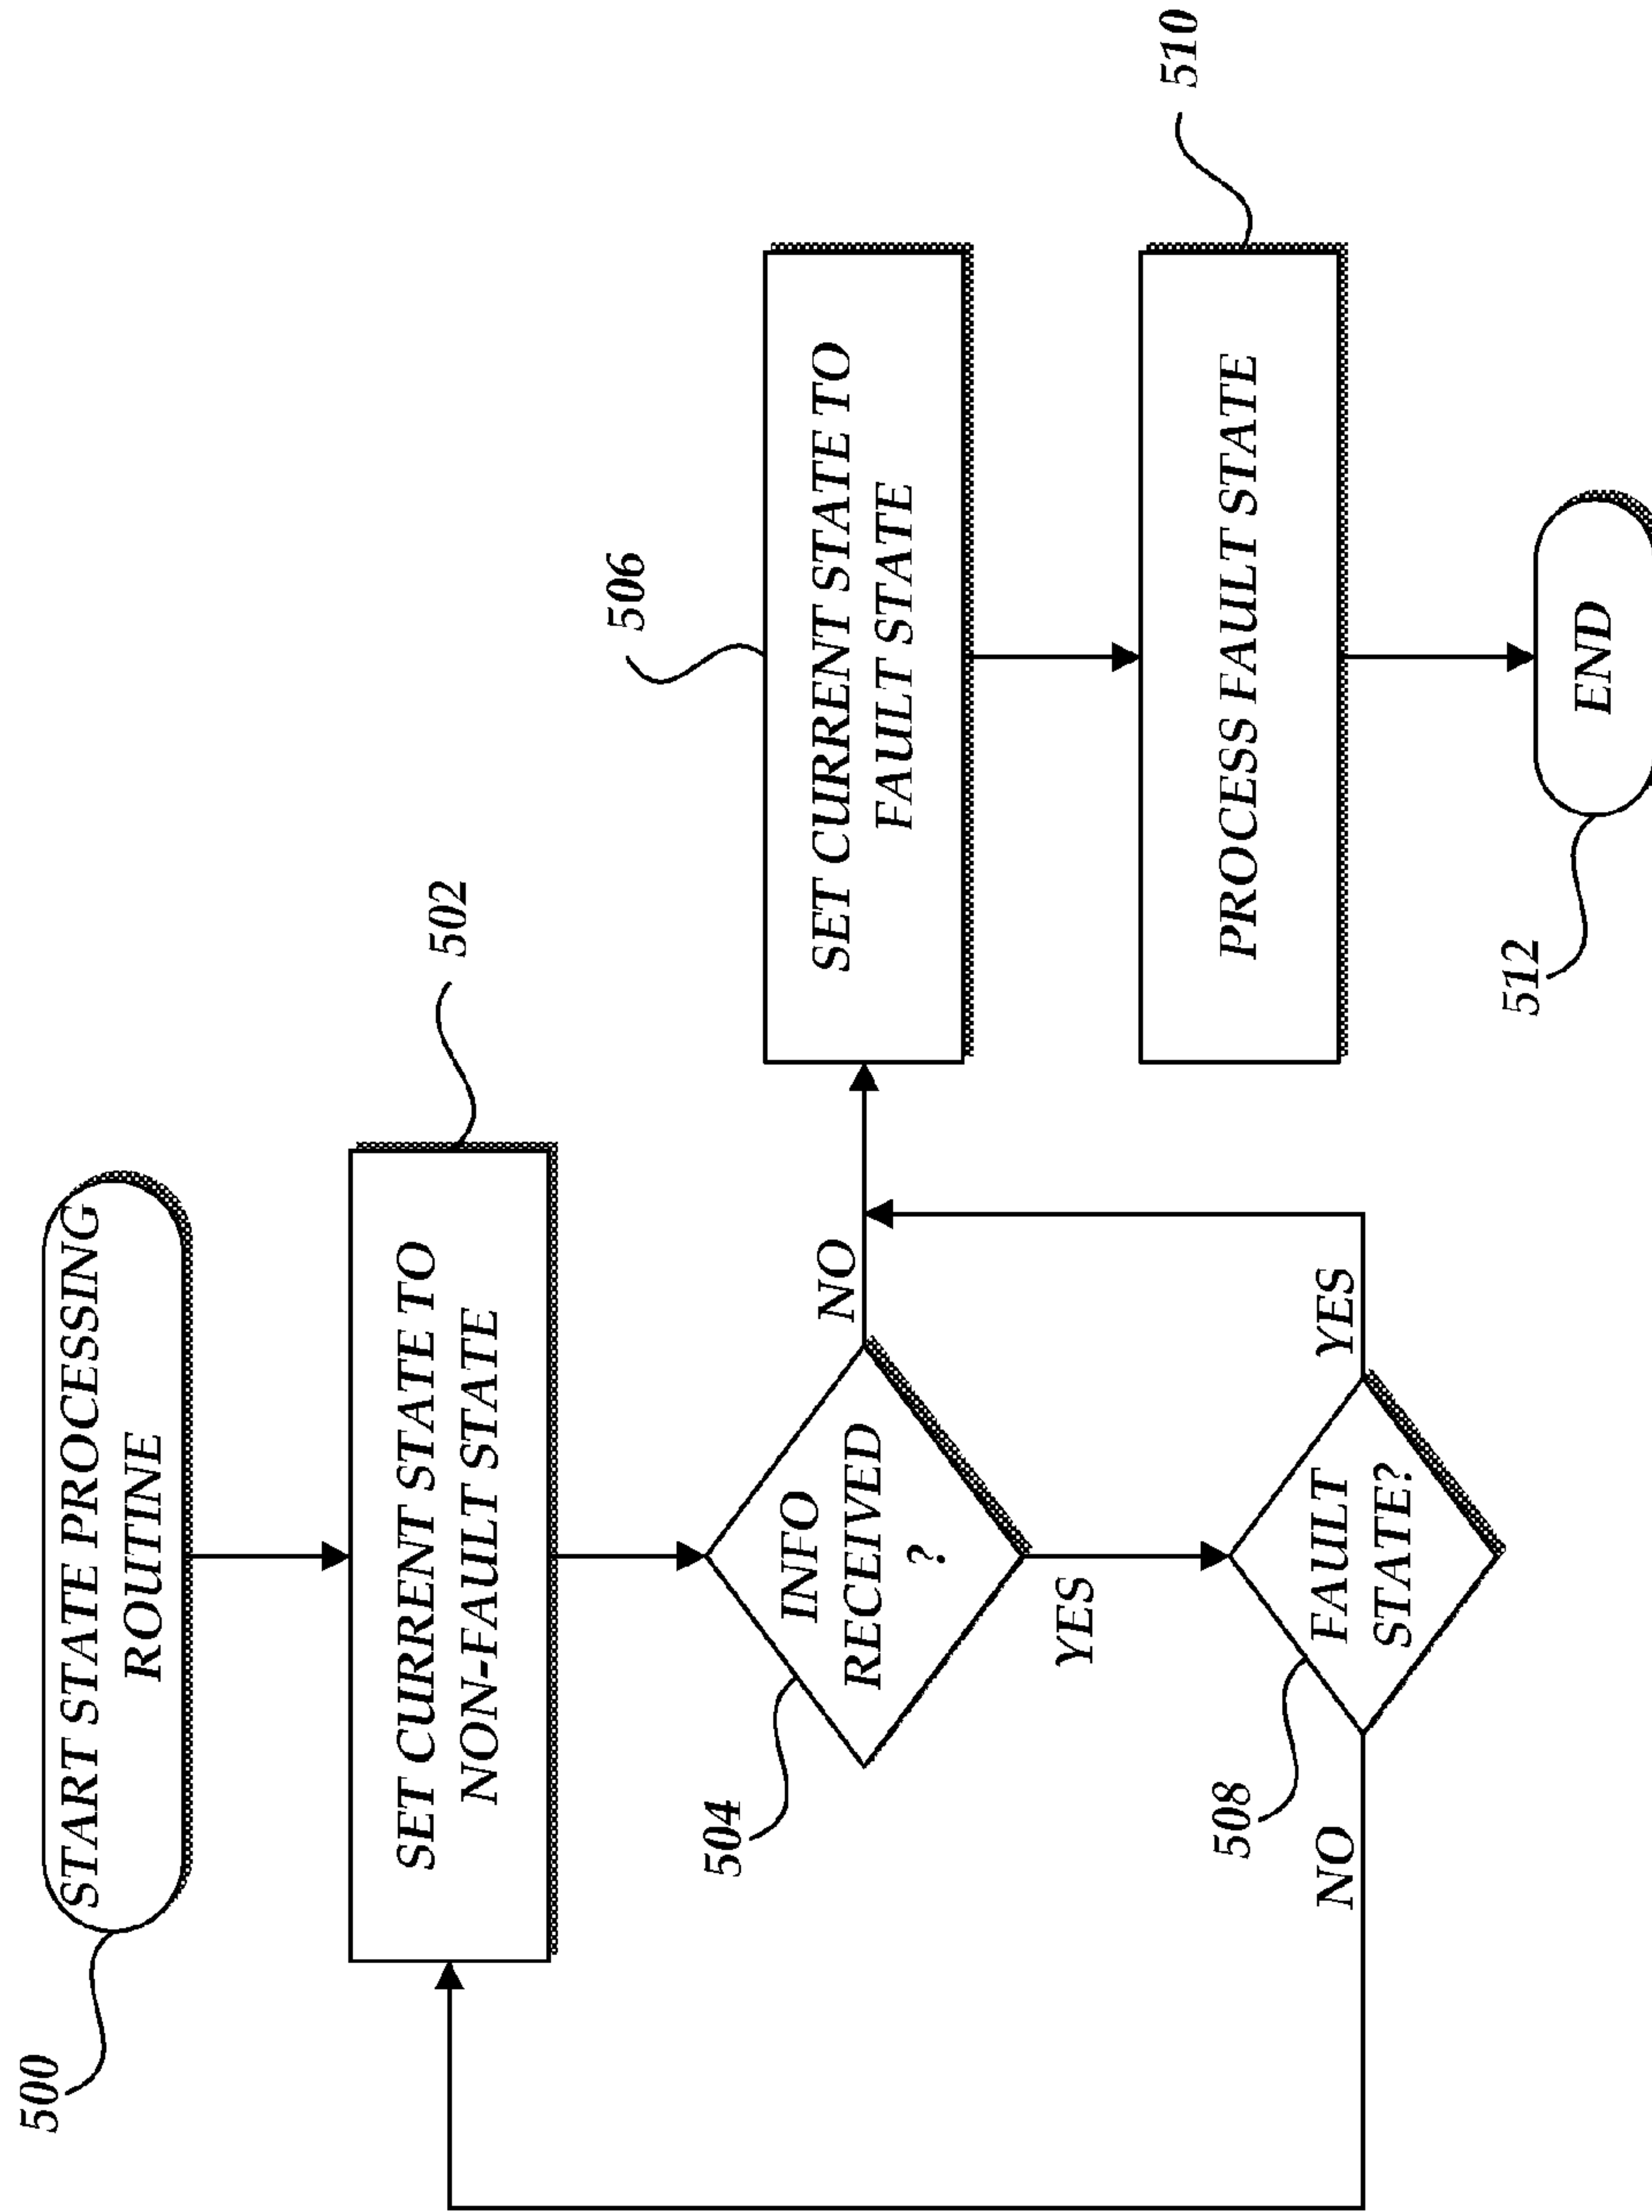 500
START STATE PROCESSING
ROUTINE
502
SET CURRENT STATE TO
NON-FAULT STATE
504
INFO
RECEIVED
?
NO
YES
506
SET CURRENT STATE TO
FAULT STATE
508
FAULT
STATE?
NO
YES
510
PROCESS FAULT STATE
512
END